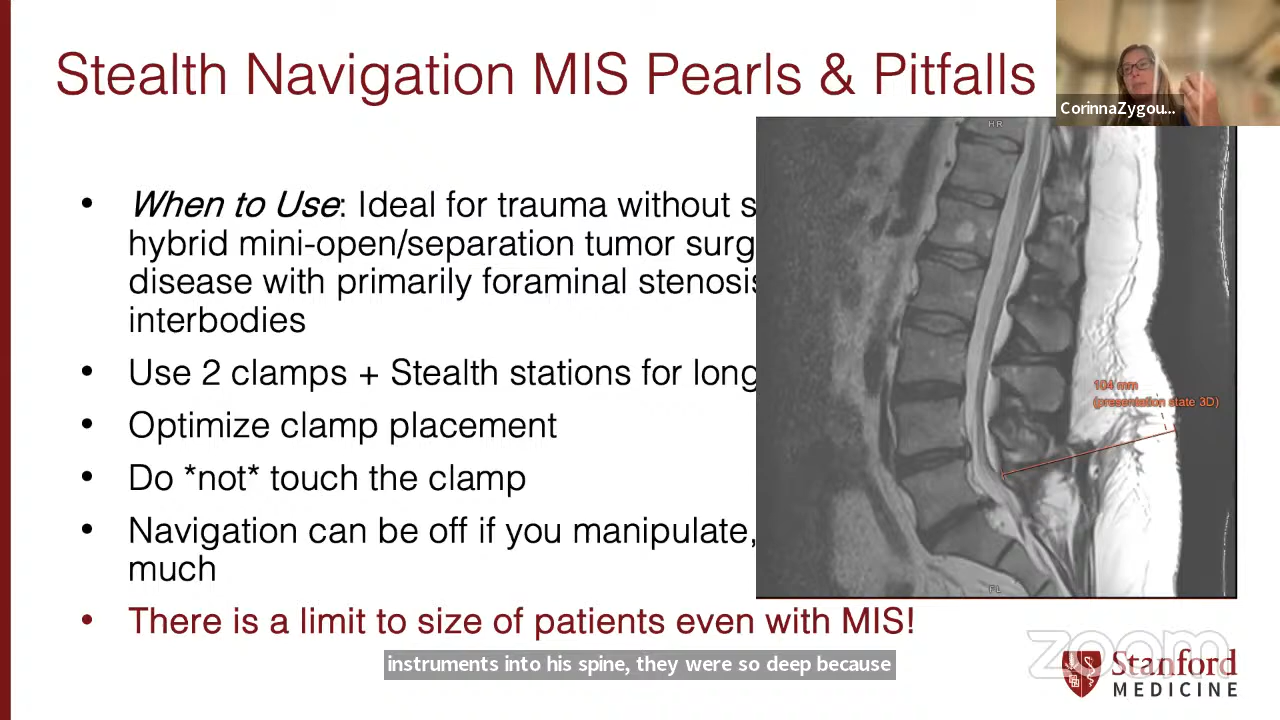 Stealth Navigation MIS Pearls & Pitfalls
CorinnaZygou...
HR
• When to Use: Ideal for trauma without s
hybrid mini-open/separation tumor surg
disease with primarily foraminal stenosis
interbodies
• Use 2 clamps + Stealth stations for long
• Optimize clamp placement
• Do *not* touch the clamp
• Navigation can be off if you manipulate,
much
• There is a limit to size of patients even with MIS!
104 mm
(presentation state 3D)
FL
instruments into his spine, they were so deep because
zoom
Stanford
MEDICINE